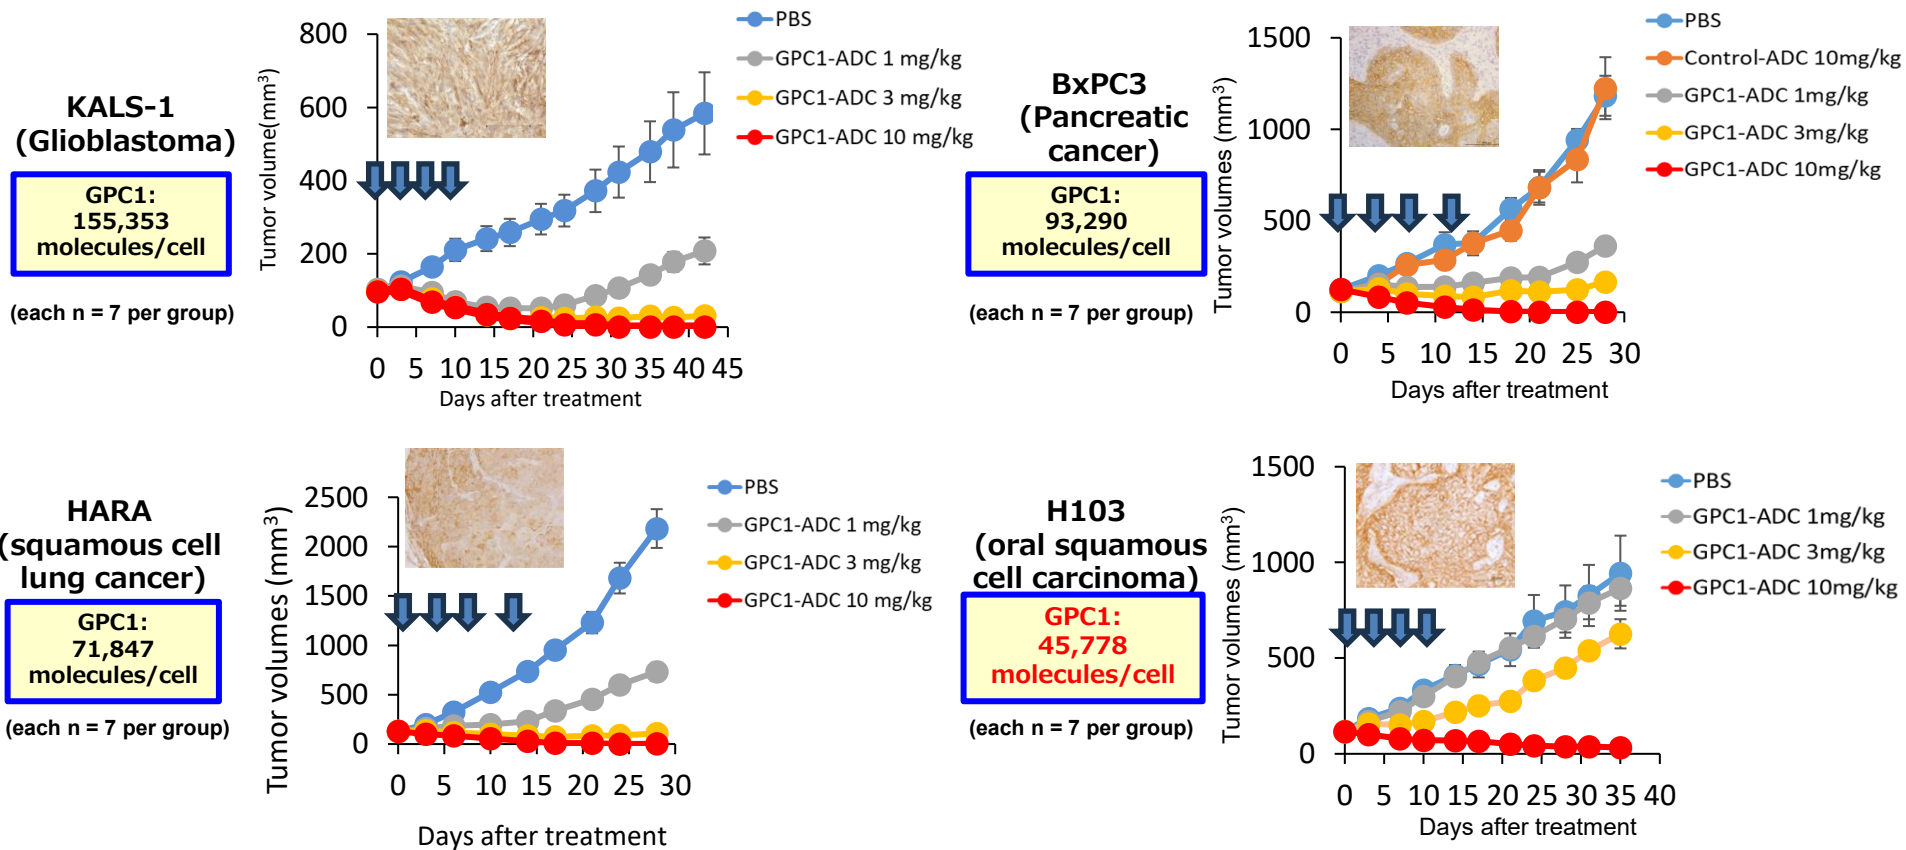 KALS-1
(Glioblastoma)
GPC1:
155,353
molecules/cell
(each n = 7 per group)
Tumor volume(mm³)
800
600
400
200
0
0 5 10 15 20 25 30 35 40 45
Days after treatment
PBS
GPC1-ADC 1 mg/kg
GPC1-ADC 3 mg/kg
GPC1-ADC 10 mg/kg
BxPC3
(Pancreatic
cancer)
GPC1:
93,290
molecules/cell
(each n = 7 per group)
Tumor volumes (mm³)
1500
1000
500
0
0 5 10 15 20 25 30
Days after treatment
PBS
Control-ADC 10mg/kg
GPC1-ADC 1mg/kg
GPC1-ADC 3mg/kg
GPC1-ADC 10mg/kg
HARA
(squamous cell
lung cancer)
GPC1:
71,847
molecules/cell
(each n = 7 per group)
Tumor volumes (mm³)
2500
2000
1500
1000
500
0
0 5 10 15 20 25 30
Days after treatment
PBS
GPC1-ADC 1 mg/kg
GPC1-ADC 3 mg/kg
GPC1-ADC 10 mg/kg
H103
(oral squamous
cell carcinoma)
GPC1:
45,778
molecules/cell
(each n = 7 per group)
Tumor volumes (mm³)
1500
1000
500
0
0 5 10 15 20 25 30 35 40
Days after treatment
PBS
GPC1-ADC 1mg/kg
GPC1-ADC 3mg/kg
GPC1-ADC 10mg/kg